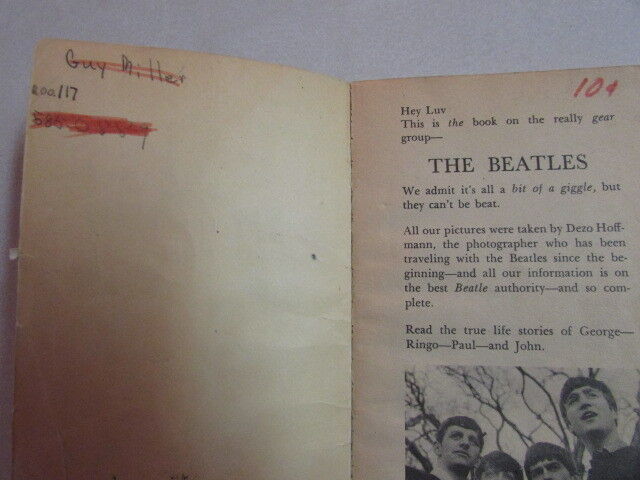 Guy Miller
200/17
10¢
Hey Luv
This is the book on the really gear
group—
THE BEATLES
We admit it's all a bit of a giggle, but
they can't be beat.
All our pictures were taken by Dezo Hoff-
mann, the photographer who has been
traveling with the Beatles since the be-
ginning—and all our information is on
the best Beatle authority—and so com-
plete.
Read the true life stories of George—
Ringo—Paul—and John.